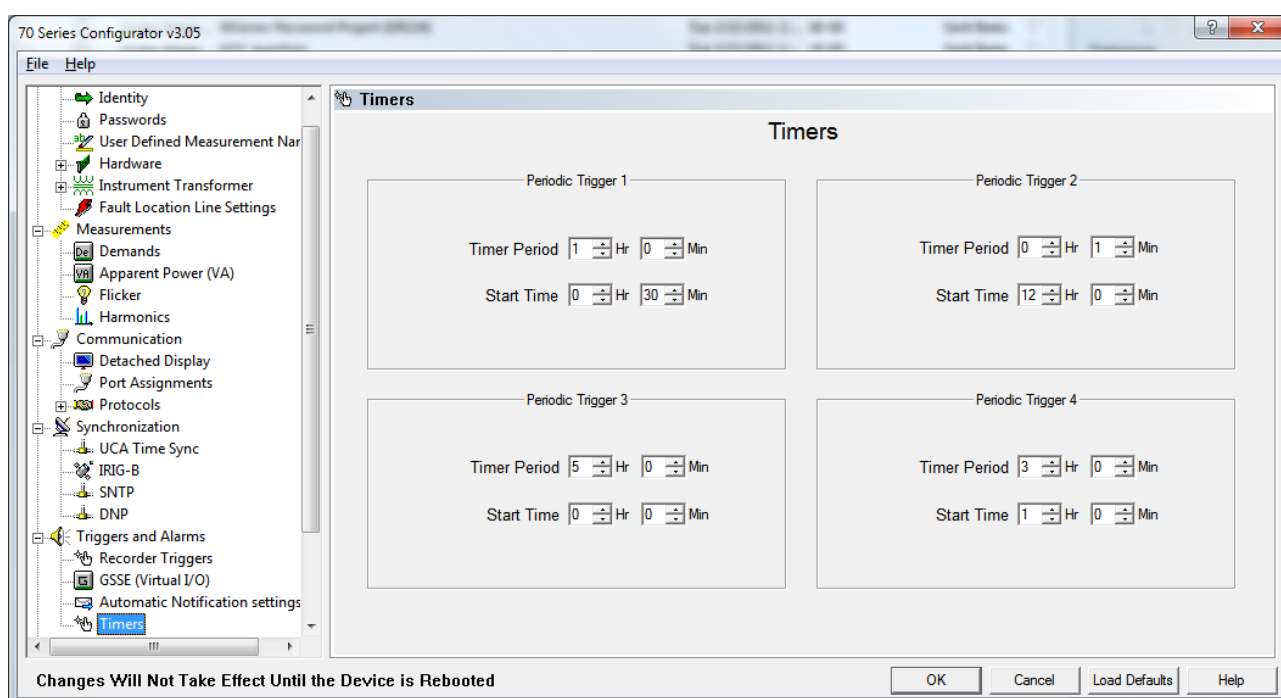 70 Series Configurator v3.05
File Help
Identity
Passwords
User Defined Measurement Nar
Hardware
Instrument Transformer
Fault Location Line Settings
Measurements
De Demands
VA Apparent Power (VA)
Flicker
Harmonics
Communication
Detached Display
Port Assignments
Protocols
Synchronization
UCA Time Sync
IRIG-B
SNTP
DNP
Triggers and Alarms
Recorder Triggers
G GSSE (Virtual I/O)
Automatic Notification settings
Timers
Timers
Timers
Periodic Trigger 1
Timer Period 1 Hr 0 Min
Start Time 0 Hr 30 Min
Periodic Trigger 2
Timer Period 0 Hr 1 Min
Start Time 12 Hr 0 Min
Periodic Trigger 3
Timer Period 5 Hr 0 Min
Start Time 0 Hr 0 Min
Periodic Trigger 4
Timer Period 3 Hr 0 Min
Start Time 1 Hr 0 Min
Changes Will Not Take Effect Until the Device is Rebooted
OK Cancel Load Defaults Help